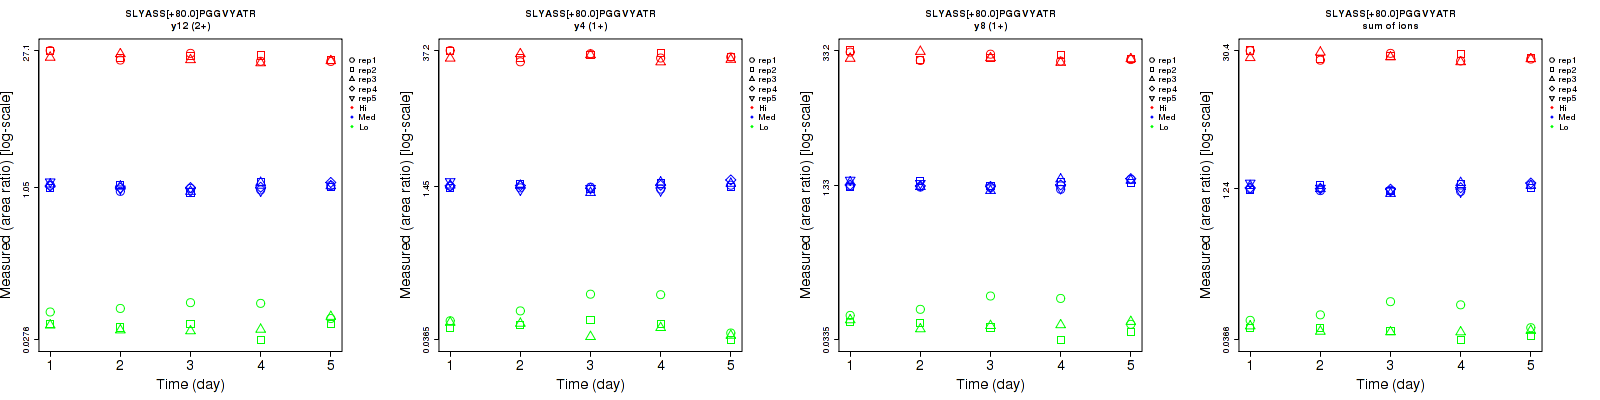 SLYASS[+80.0]PGGVYATR
y12 (2+)
27.1
1.05
0.0276
Measured (area ratio) [log-scale]
1 2 3 4 5
Time (day)
rep1
rep2
rep3
rep4
rep5
Hi
Med
Lo
SLYASS[+80.0]PGGVYATR
y4 (1+)
37.2
1.45
0.0365
Measured (area ratio) [log-scale]
1 2 3 4 5
Time (day)
rep1
rep2
rep3
rep4
rep5
Hi
Med
Lo
SLYASS[+80.0]PGGVYATR
y8 (1+)
33.2
1.33
0.0335
Measured (area ratio) [log-scale]
1 2 3 4 5
Time (day)
rep1
rep2
rep3
rep4
rep5
Hi
Med
Lo
SLYASS[+80.0]PGGVYATR
sum of ions
30.4
1.24
0.0366
Measured (area ratio) [log-scale]
1 2 3 4 5
Time (day)
rep1
rep2
rep3
rep4
rep5
Hi
Med
Lo